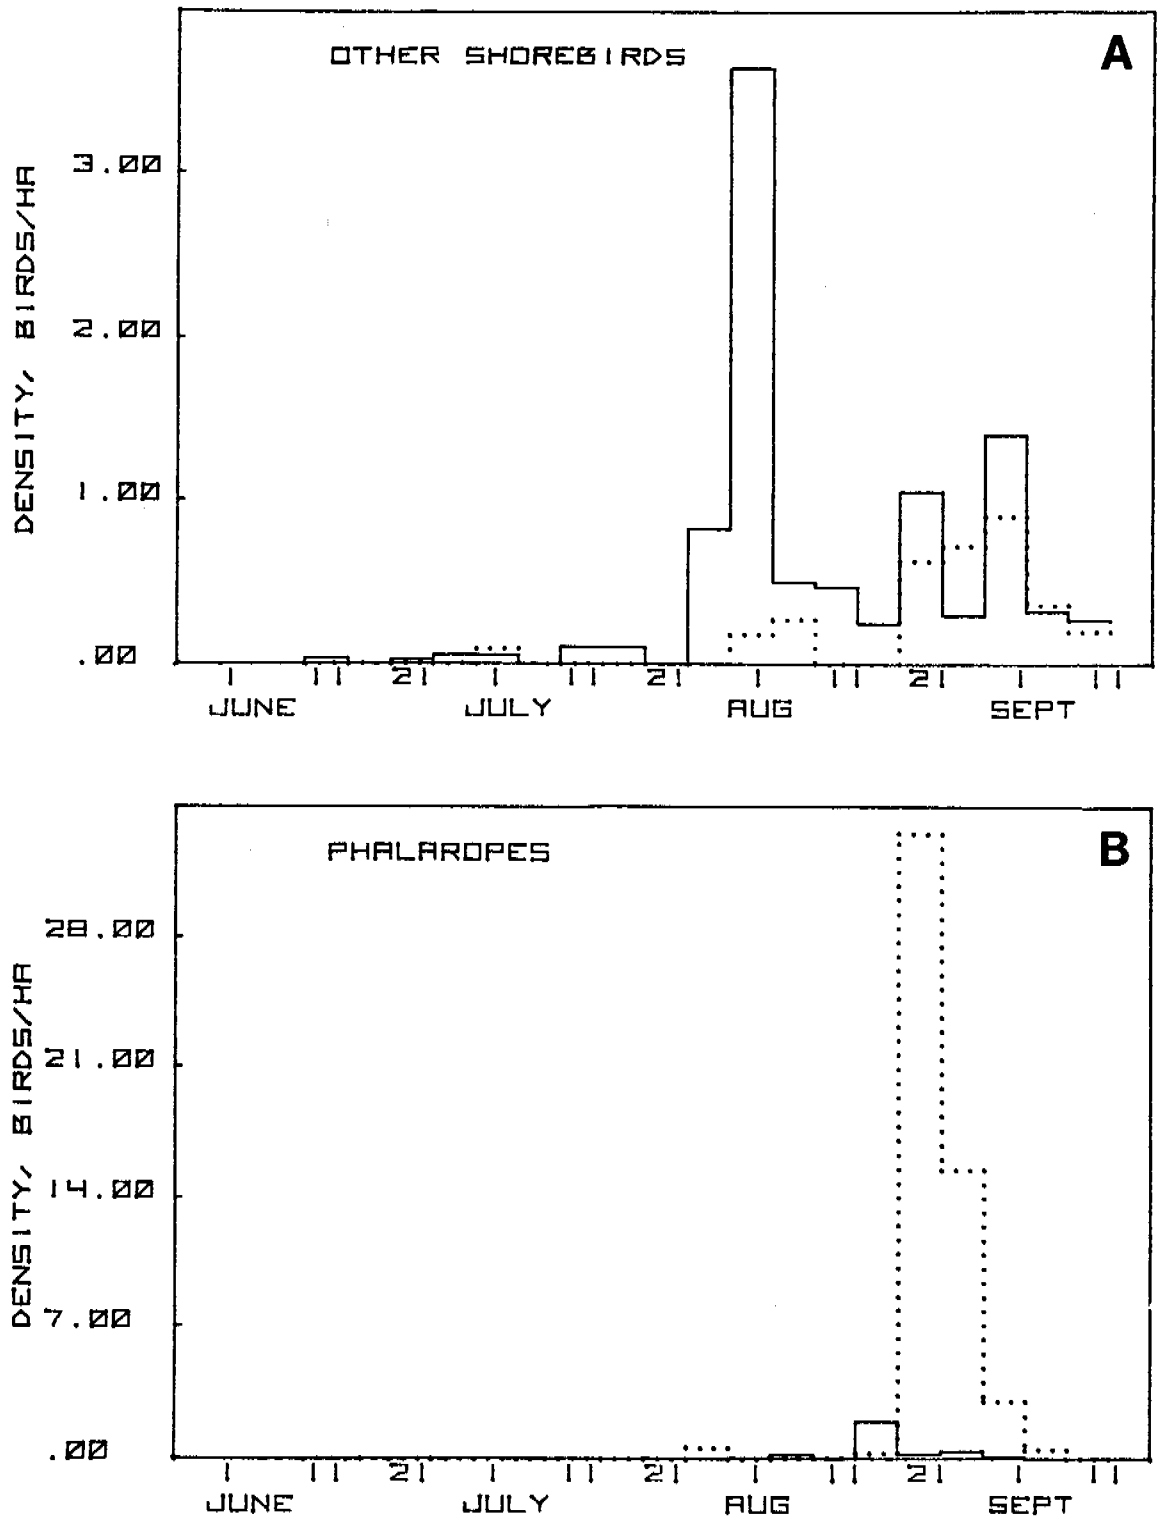 OTHER SHOREBIRDS
A
DENSITY, BIRDS/HA
3.00
2.00
1.00
.00
1 11 21 1 11 21 1 11 21 1 11
JUNE JULY AUG SEPT
PHALAROPES
B
DENSITY, BIRDS/HA
28.00
21.00
14.00
7.00
.00
1 11 21 1 11 21 1 11 21 1 11
JUNE JULY AUG SEPT